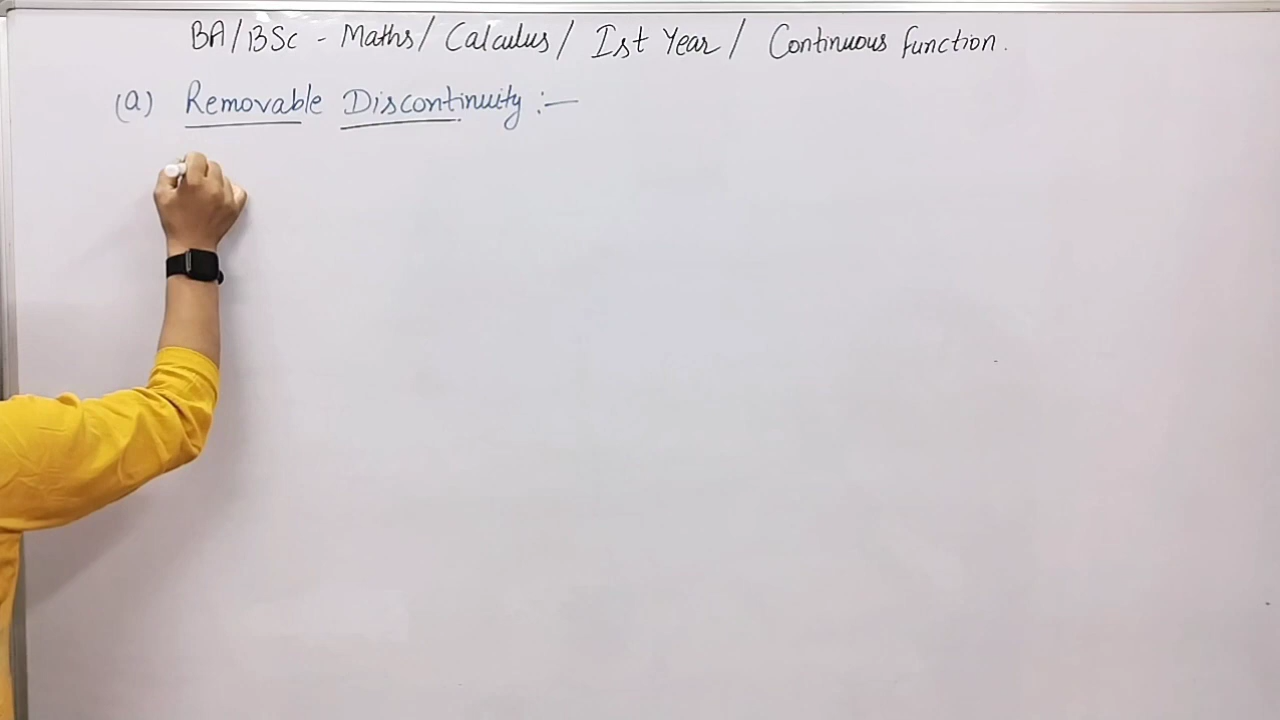 BA/BSc - Maths/ Calculus/ Ist Year/ Continuous function.
(a) Removable Discontinuity :—